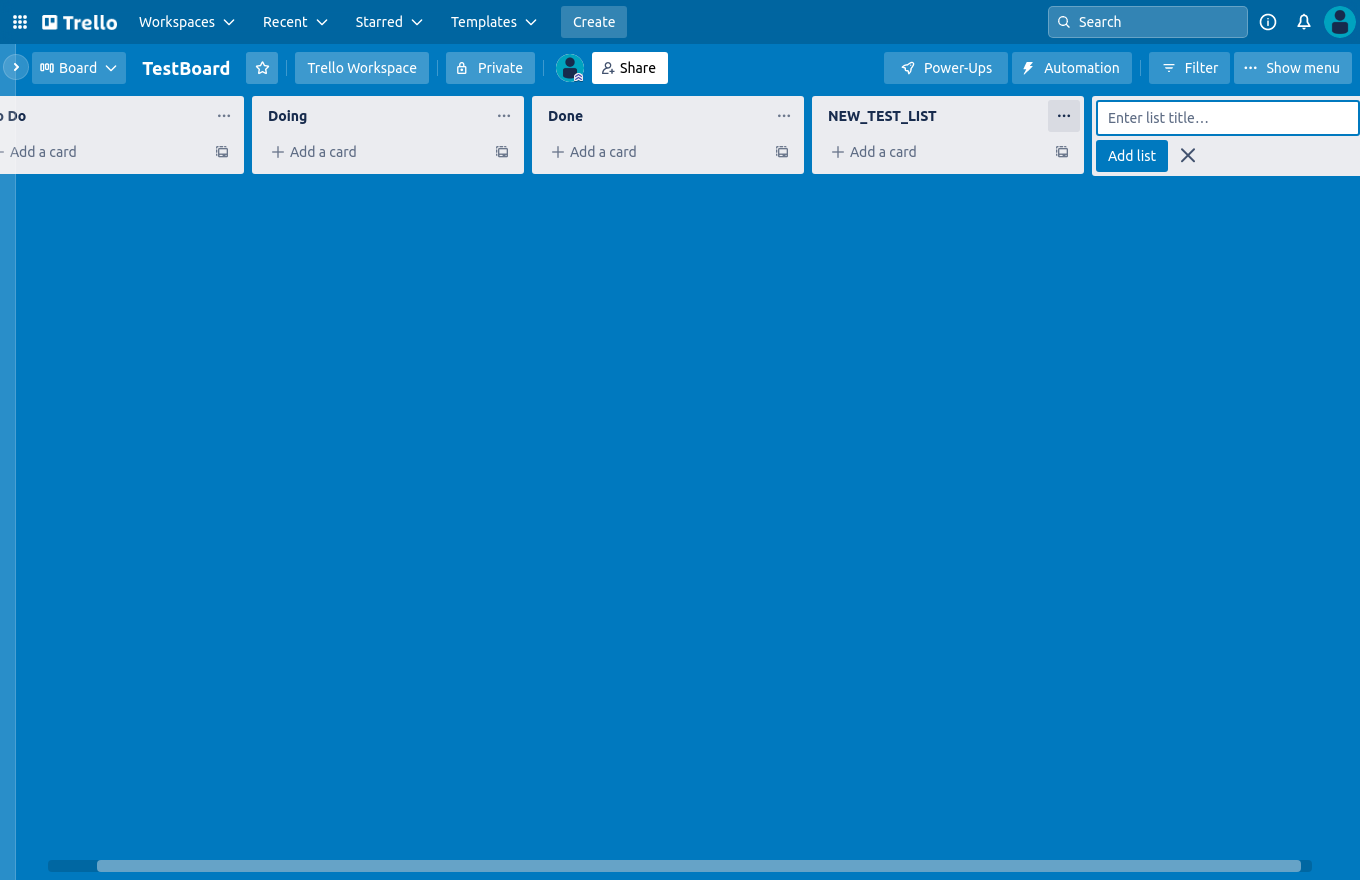 Trello Workspaces Recent Starred Templates Create Search
Board TestBoard Trello Workspace Private Share Power-Ups Automation Filter Show menu
o Do Doing Done NEW_TEST_LIST Enter list title…
Add a card Add a card Add a card Add a card Add list